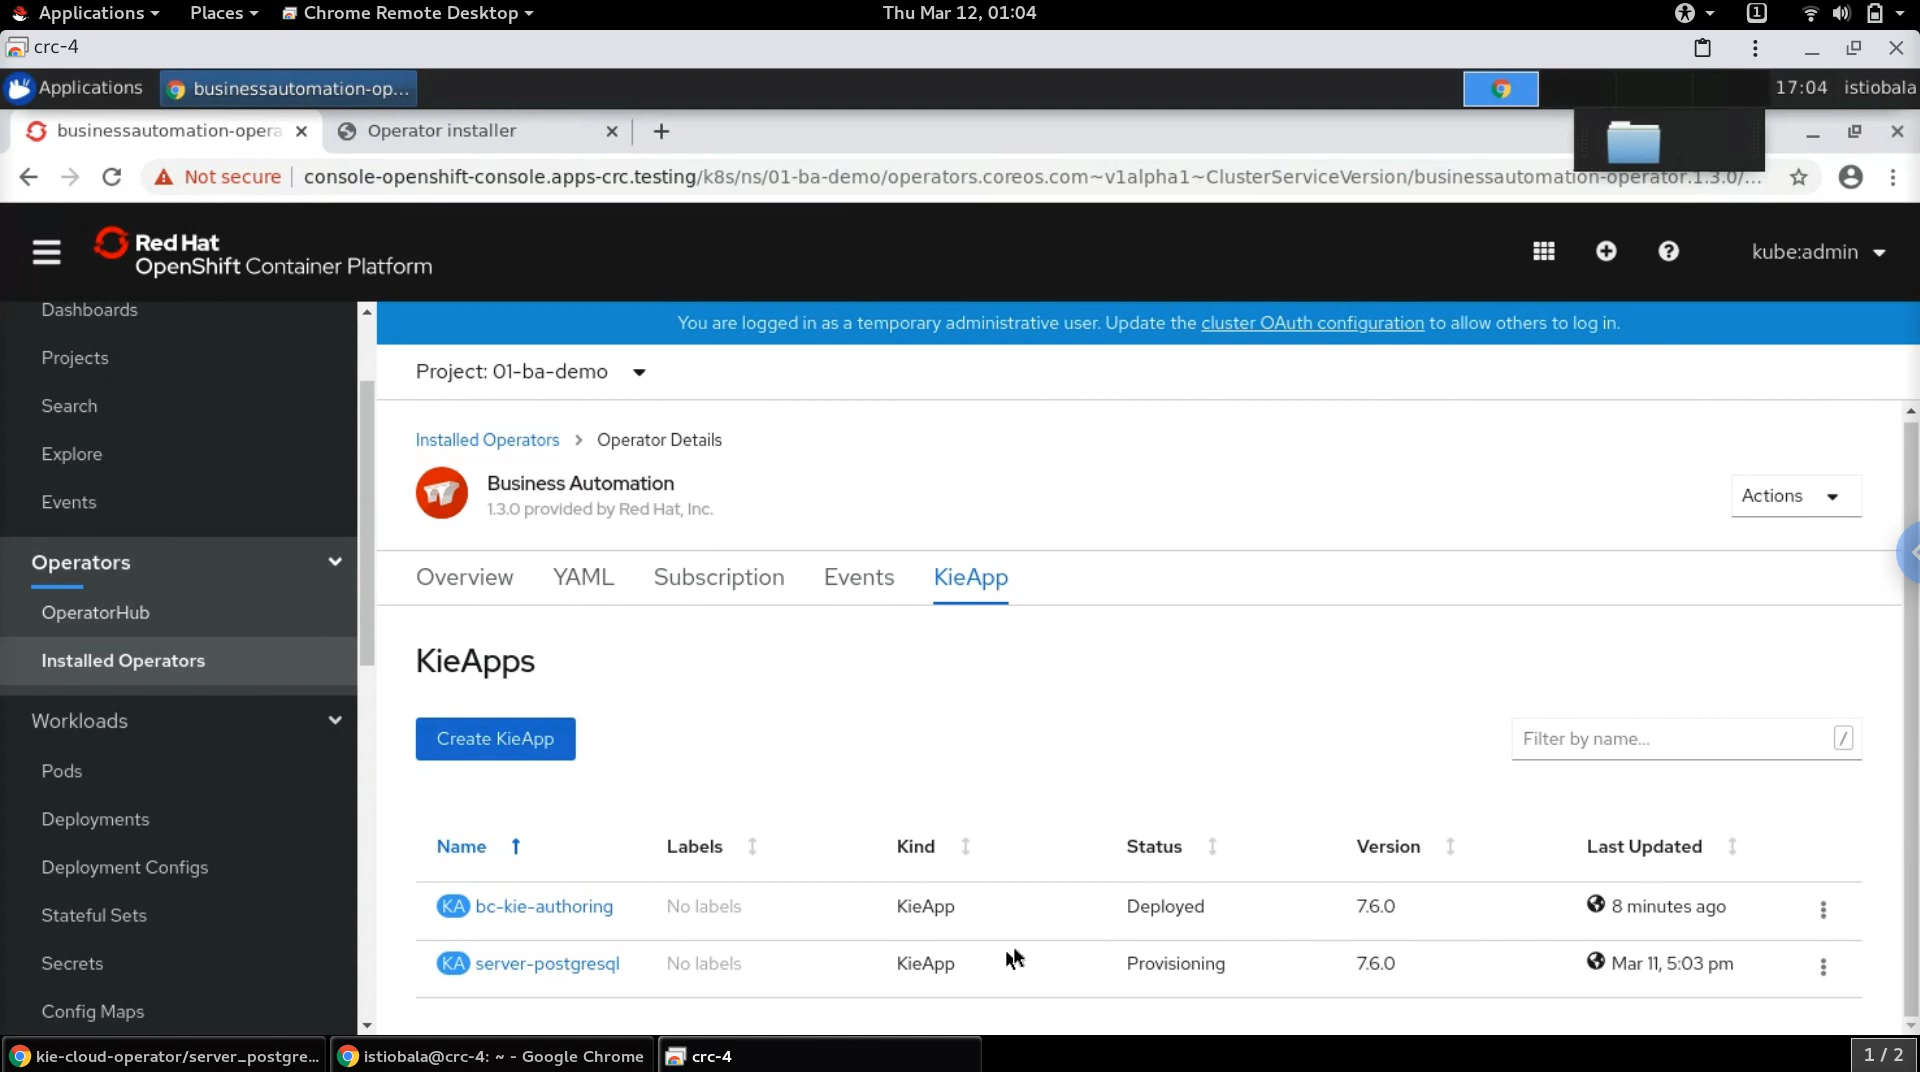 Applications Places Chrome Remote Desktop Thu Mar 12, 01:04 1
crc-4
Applications businessautomation-op... 17:04 istiobala
businessautomation-opera Operator installer
Not secure console-openshift-console.apps-crc.testing/k8s/ns/01-ba-demo/operators.coreos.com~v1alpha1~ClusterServiceVersion/businessautomation-operator.1.3.0/...
Red Hat
OpenShift Container Platform
kube:admin
Dashboards
Projects
Search
Explore
Events
Operators
OperatorHub
Installed Operators
Workloads
Pods
Deployments
Deployment Configs
Stateful Sets
Secrets
Config Maps
You are logged in as a temporary administrative user. Update the cluster OAuth configuration to allow others to log in.
Project: 01-ba-demo
Installed Operators > Operator Details
Business Automation
1.3.0 provided by Red Hat, Inc.
Actions
Overview YAML Subscription Events KieApp
KieApps
Create KieApp
Filter by name... /
Name Labels Kind Status Version Last Updated
KA bc-kie-authoring No labels KieApp Deployed 7.6.0 8 minutes ago
KA server-postgresql No labels KieApp Provisioning 7.6.0 Mar 11, 5:03 pm
kie-cloud-operator/server_postgre... istiobala@crc-4: ~ - Google Chrome crc-4 1 / 2